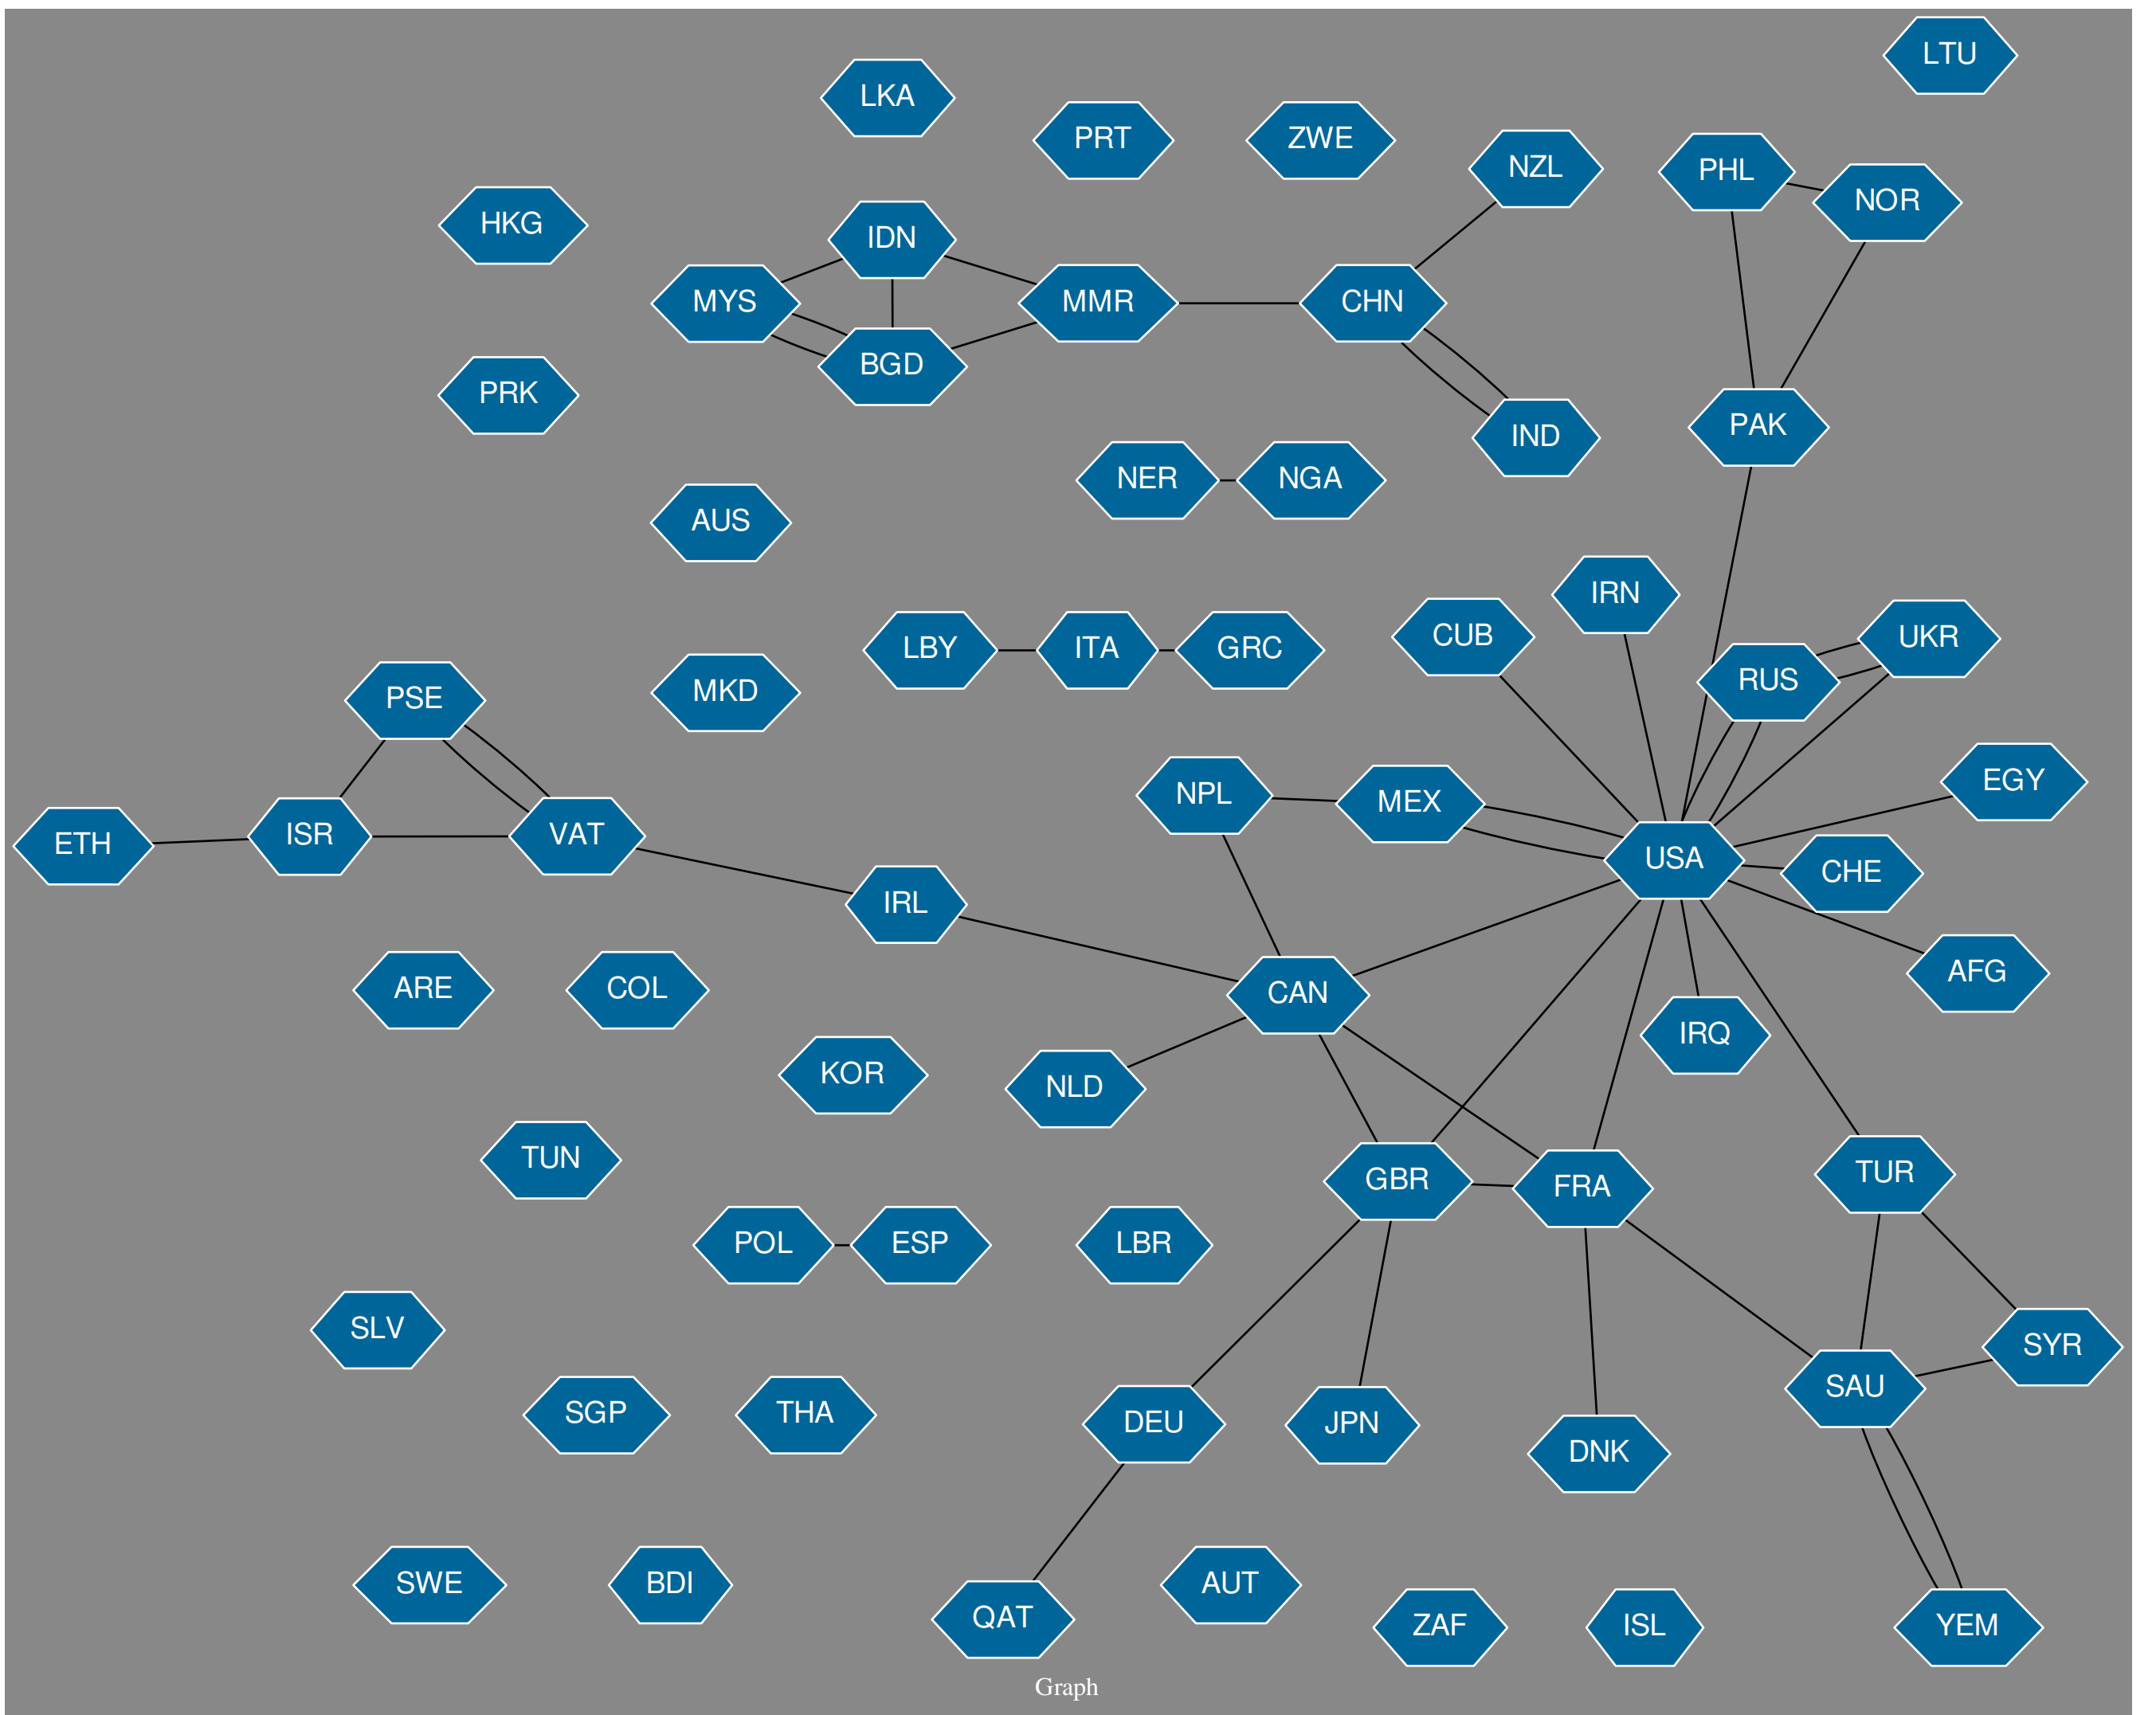 LTU
LKA
PRT
ZWE
NZL
PHL
NOR
HKG
IDN
MYS
MMR
CHN
BGD
PRK
IND
PAK
NER
NGA
AUS
IRN
CUB
UKR
LBY
ITA
GRC
RUS
MKD
PSE
EGY
NPL
MEX
ETH
ISR
VAT
USA
CHE
IRL
AFG
ARE
COL
CAN
IRQ
KOR
NLD
TUN
GBR
FRA
TUR
POL
ESP
LBR
SLV
SYR
SAU
SGP
THA
DEU
JPN
DNK
SWE
BDI
AUT
QAT
ZAF
ISL
YEM
Graph